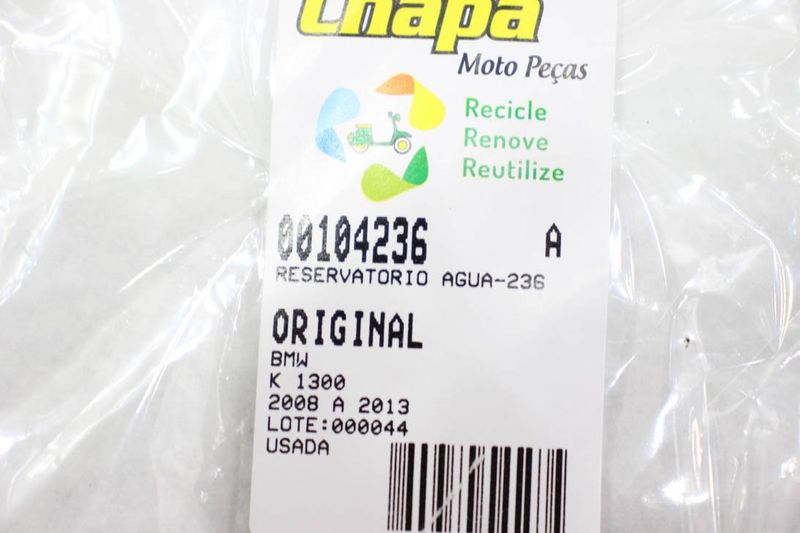 Chapa
Moto Peças
Recicle
Renove
Reutilize
00104236 A
RESERVATORIO AGUA-236
ORIGINAL
BMW
K 1300
2008 A 2013
LOTE:000044
USADA